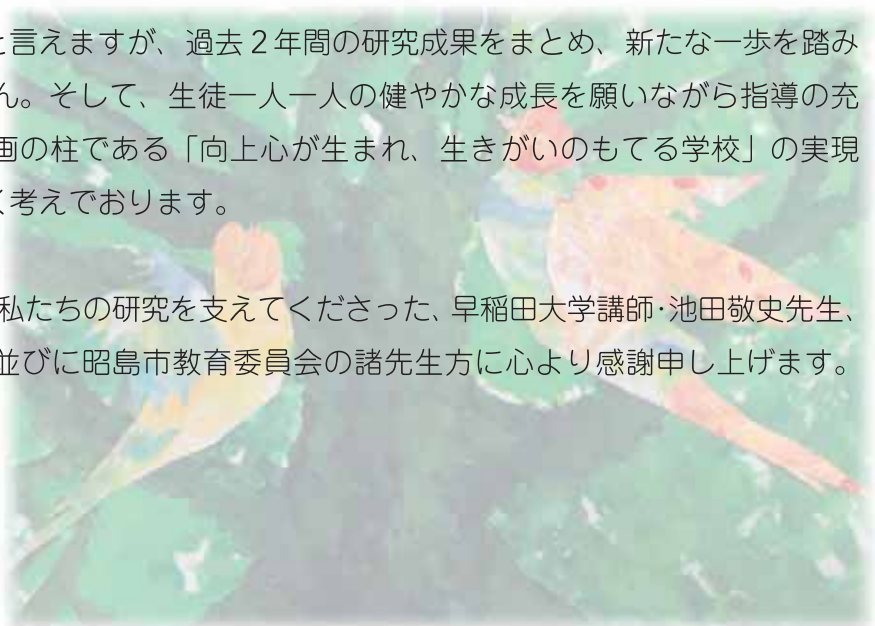 と言えますが、過去２年間の研究成果をまとめ、新たな一歩を踏み
ん。そして、生徒一人一人の健やかな成長を願いながら指導の充
画の柱である「向上心が生まれ、生きがいのもてる学校」の実現
く考えでおります。
私たちの研究を支えてくださった、早稲田大学講師･池田敬史先生、
並びに昭島市教育委員会の諸先生方に心より感謝申し上げます。